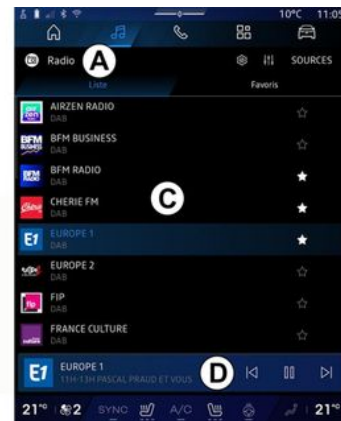 10°C 11:05
Radio A SOURCES
Liste Favoris
AIRZEN RADIO
DAB
BFM BUSINESS
DAB
BFM RADIO
DAB
CHERIE FM
DAB
C
E1 EUROPE 1
DAB
EUROPE 2
DAB
fip FIP
DAB
FRANCE CULTURE
DAB
E1 EUROPE 1
11H-13H PASCAL PRAUD ET VOUS
D
21°C 2 SYNC A/C 21°C